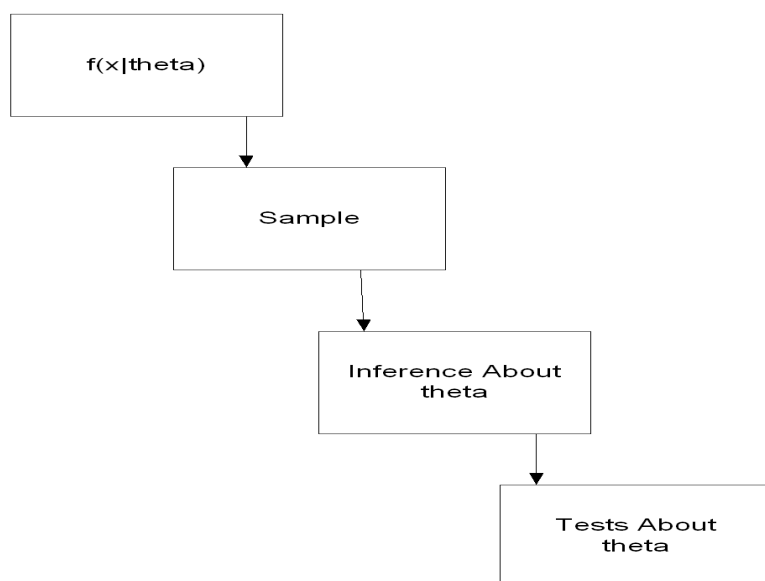 f(x|theta)
Sample
Inference About
theta
Tests About
theta